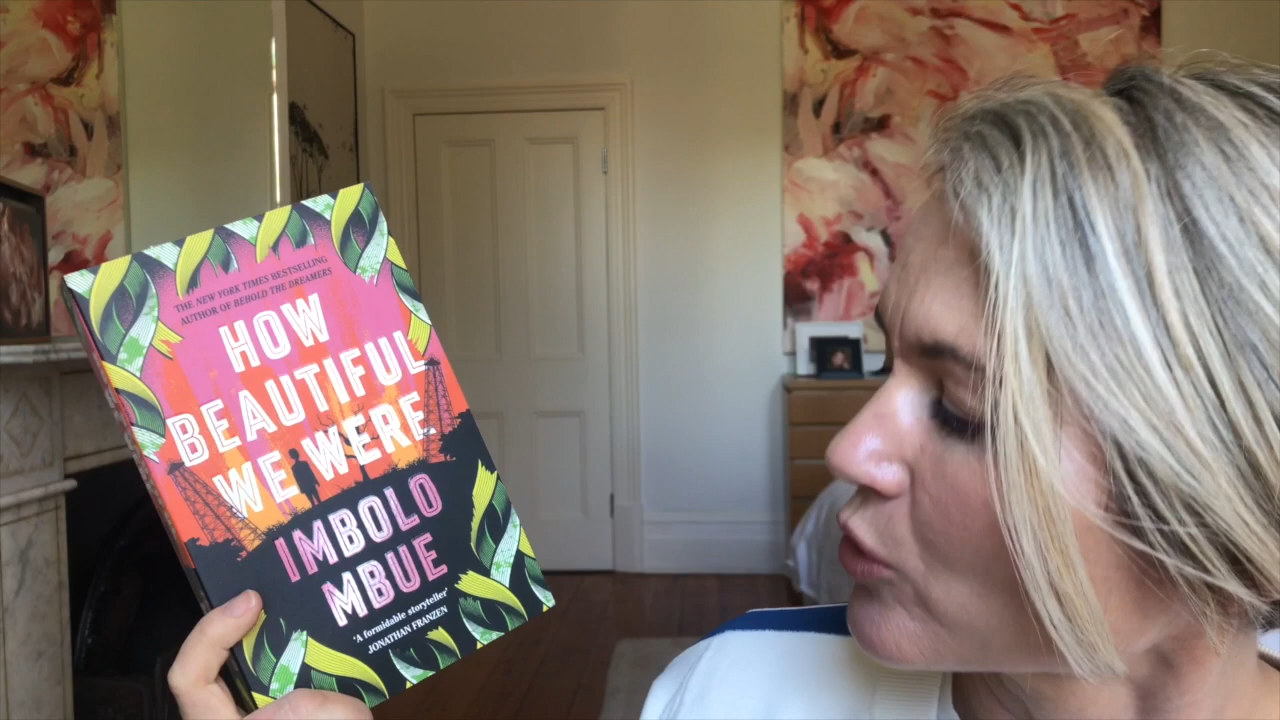 THE NEW YORK TIMES BESTSELLING
AUTHOR OF BEHOLD THE DREAMERS
HOW
BEAUTIFUL
WE WERE
IMBOLO
MBUE
'A formidable storyteller'
JONATHAN FRANZEN